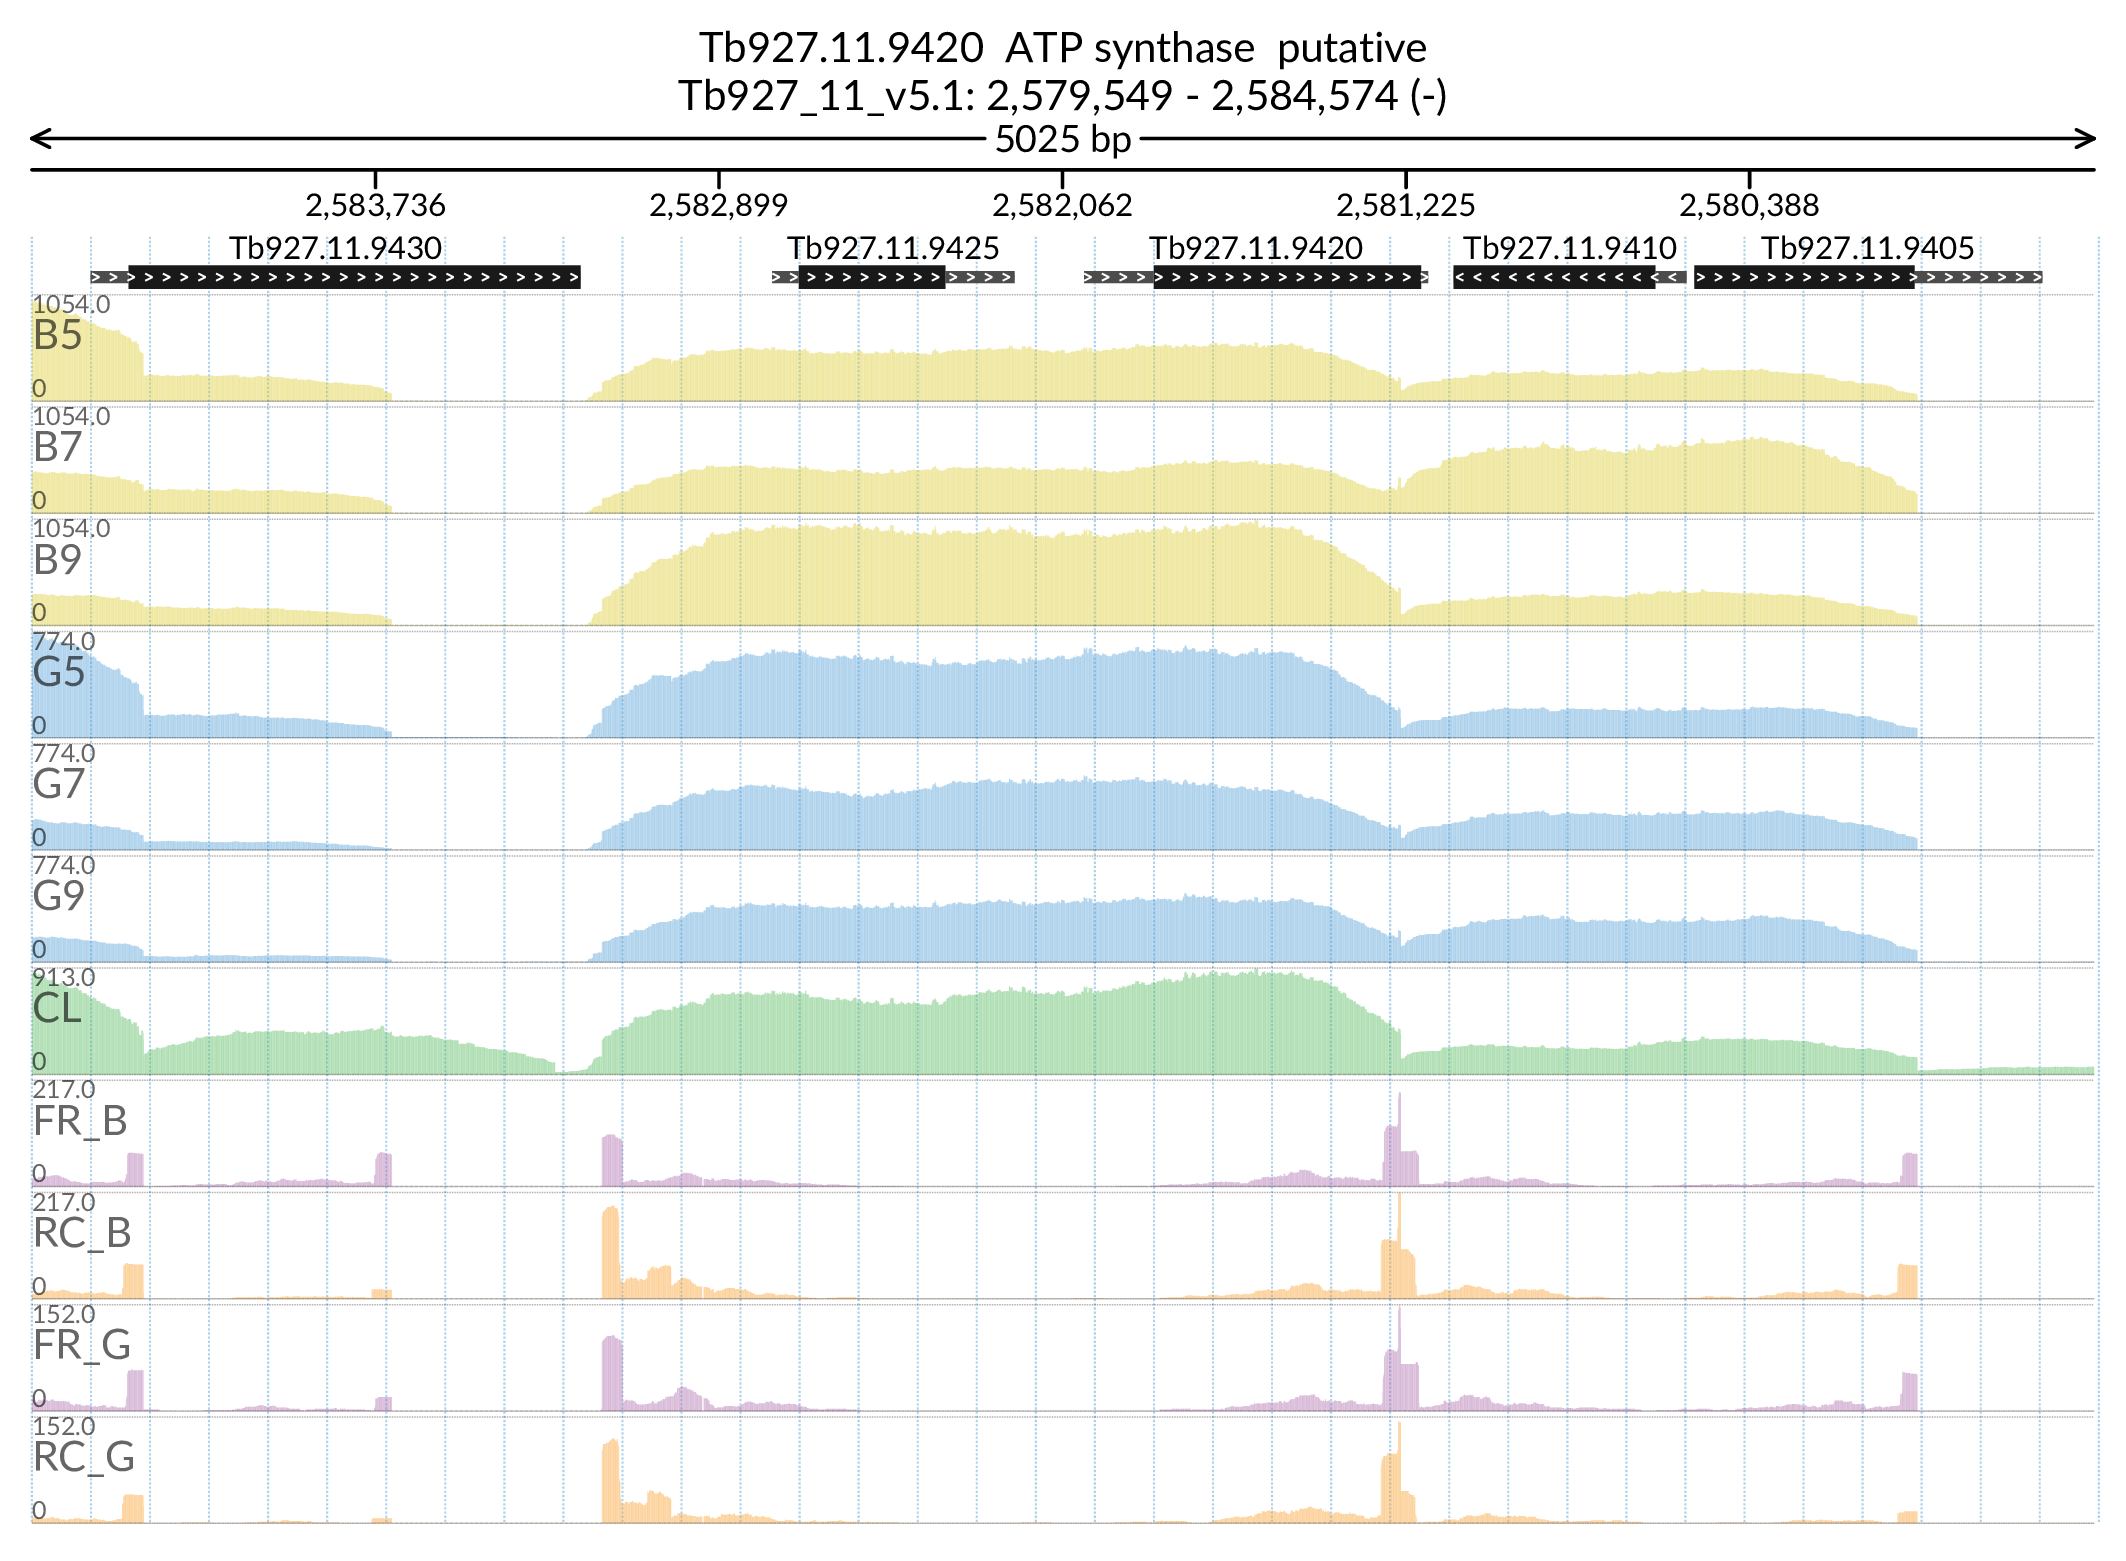 Tb927.11.9420  ATP synthase  putative
Tb927_11_v5.1: 2,579,549 - 2,584,574 (-)
5025 bp
2,583,736 2,582,899 2,582,062 2,581,225 2,580,388
Tb927.11.9430 Tb927.11.9425 Tb927.11.9420 Tb927.11.9410 Tb927.11.9405
1054.0
B5
0
1054.0
B7
0
1054.0
B9
0
774.0
G5
0
774.0
G7
0
774.0
G9
0
913.0
CL
0
217.0
FR_B
0
217.0
RC_B
0
152.0
FR_G
0
152.0
RC_G
0